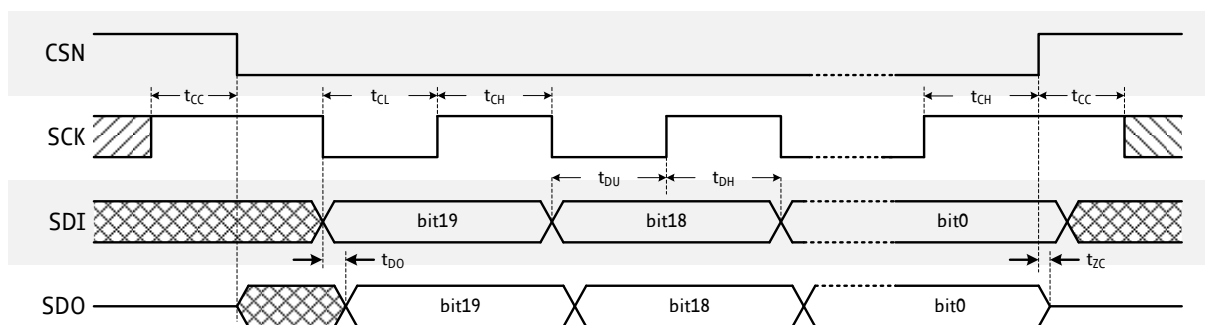 CSN
tCC tCL tCH tCH tCC
SCK
tDU tDH
SDI bit19 bit18 bit0
tDO tZC
SDO bit19 bit18 bit0